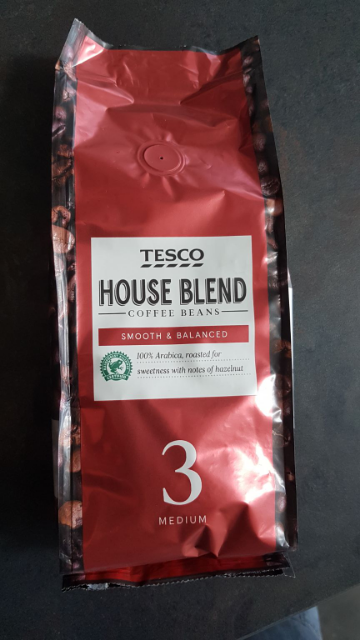 TESCO
HOUSE BLEND
COFFEE BEANS
SMOOTH & BALANCED
100% Arabica, roasted for
sweetness with notes of hazelnut
3
MEDIUM